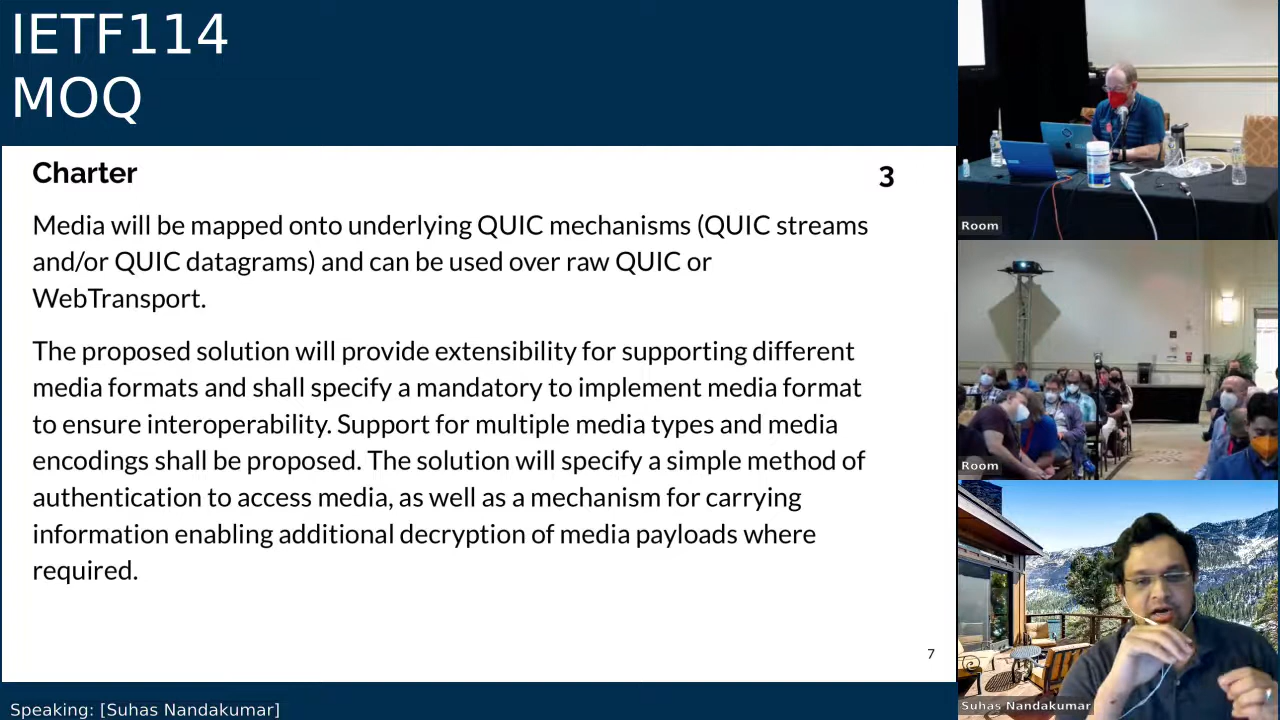 IETF114
MOQ
Charter
3
Media will be mapped onto underlying QUIC mechanisms (QUIC streams
and/or QUIC datagrams) and can be used over raw QUIC or
WebTransport.
The proposed solution will provide extensibility for supporting different
media formats and shall specify a mandatory to implement media format
to ensure interoperability. Support for multiple media types and media
encodings shall be proposed. The solution will specify a simple method of
authentication to access media, as well as a mechanism for carrying
information enabling additional decryption of media payloads where
required.
7
Speaking: [Suhas Nandakumar]
Room
Room
Suhas Nandakumar